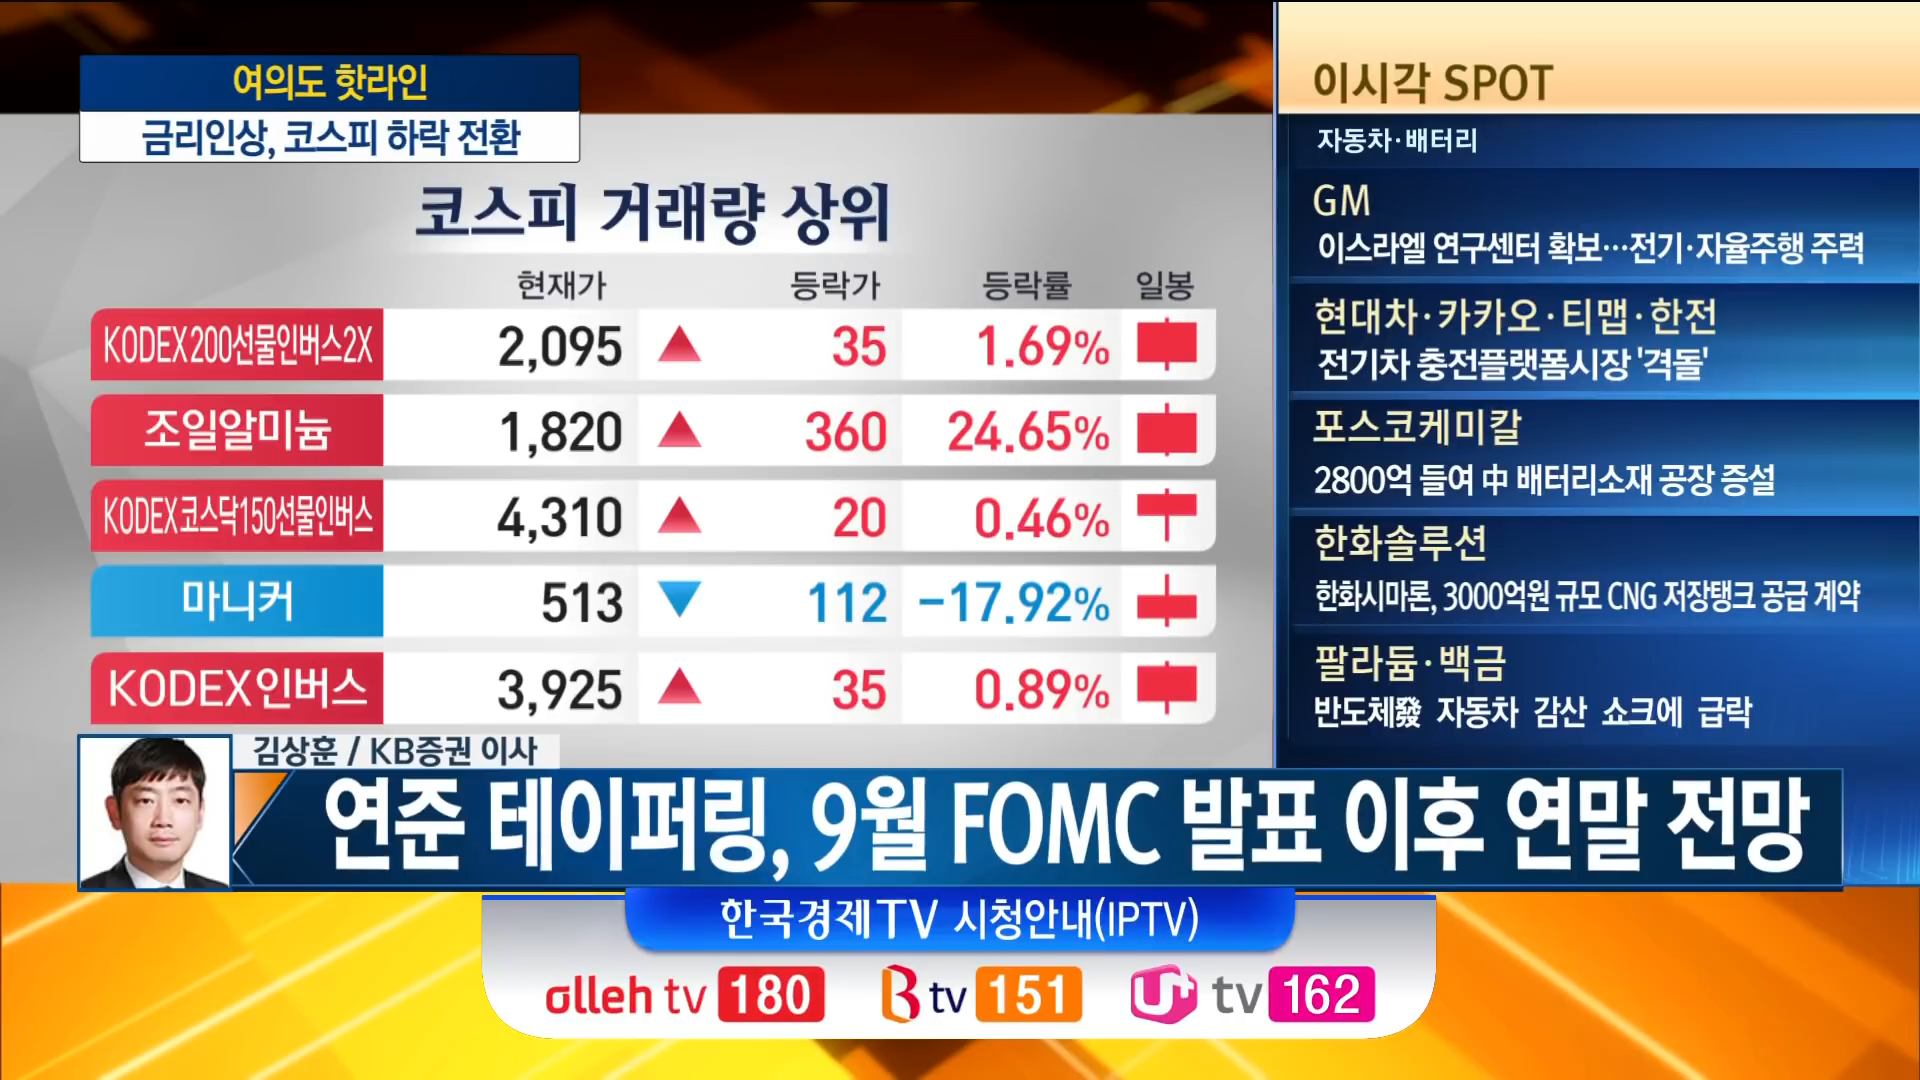 여의도 핫라인
금리인상, 코스피 하락 전환
코스피 거래량 상위
현재가 등락가 등락률 일봉
KODEX200선물인버스2X 2,095 ▲ 35 1.69%
조일알미늄 1,820 ▲ 360 24.65%
KODEX코스닥150선물인버스 4,310 ▲ 20 0.46%
마니커 513 ▼ 112 -17.92%
KODEX인버스 3,925 ▲ 35 0.89%
이시각 SPOT
자동차·배터리
GM
이스라엘 연구센터 확보…전기·자율주행 주력
현대차·카카오·티맵·한전
전기차 충전플랫폼시장 '격돌'
포스코케미칼
2800억 들여 中 배터리소재 공장 증설
한화솔루션
한화시마론, 3000억원 규모 CNG 저장탱크 공급 계약
팔라듐·백금
반도체發 자동차 감산 쇼크에 급락
김상훈 / KB증권 이사
연준 테이퍼링, 9월 FOMC 발표 이후 연말 전망
한국경제TV 시청안내(IPTV)
olleh tv 180 B tv 151 U+ tv 162